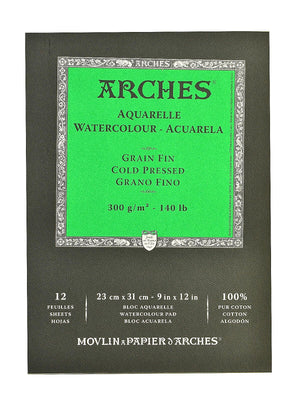 ARCHES
AQUARELLE
WATERCOLOUR - ACUARELA
GRAIN FIN
COLD PRESSED
GRANO FINO
300 g/m² - 140 lb
12
FEUILLES
SHEETS
HOJAS
23 cm x 31 cm - 9 in x 12 in
BLOC AQUARELLE
WATERCOLOUR PAD
BLOC ACUARELA
100%
PUR COTON
COTTON
ALGODÓN
MOVLIN & PAPIER D'ARCHES